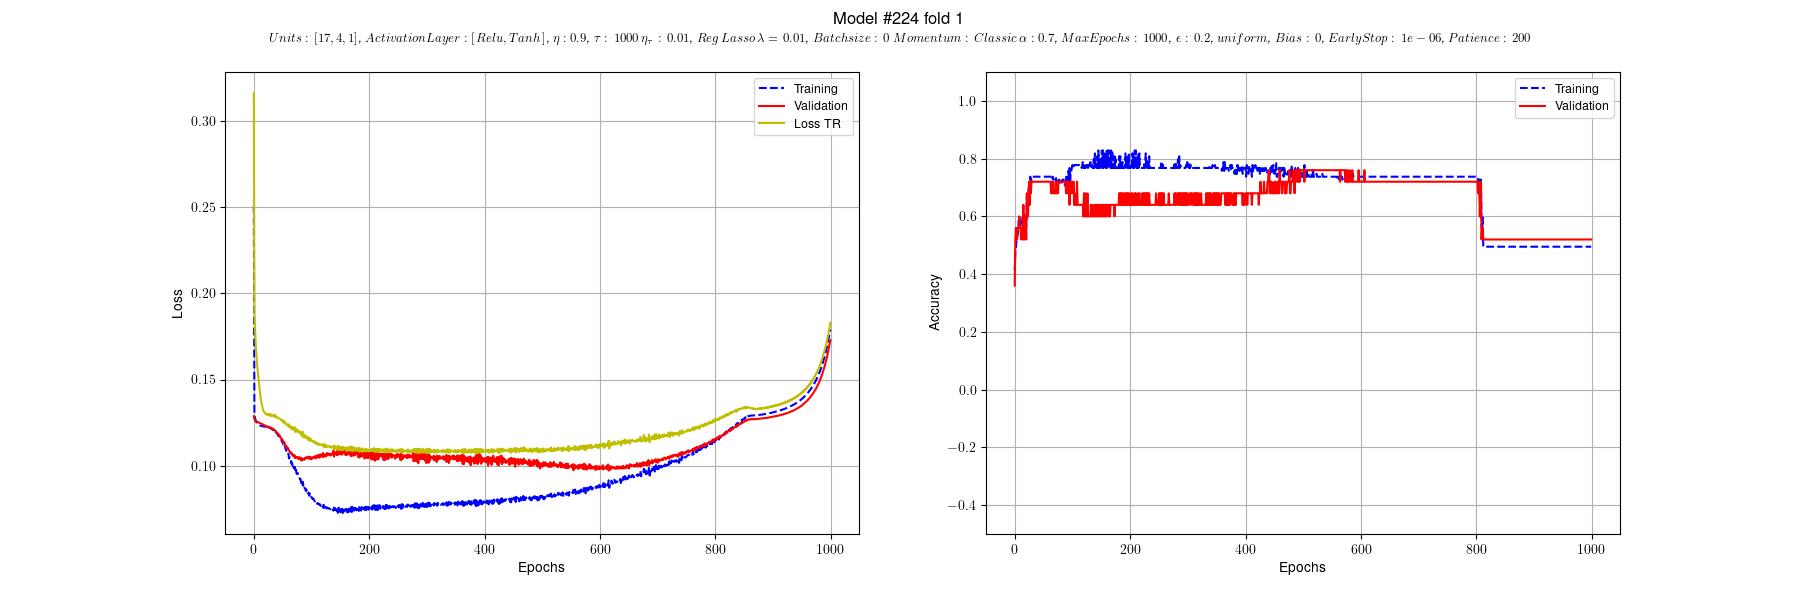 Model #224 fold 1
Units : [17, 4, 1], ActivationLayer : [Relu, Tanh], η : 0.9, τ : 1000 η_τ : 0.01, Reg Lasso λ = 0.01, Batchsize : 0 Momentum : Classic α : 0.7, MaxEpochs : 1000, ϵ : 0.2, uniform, Bias : 0, EarlyStop : 1e − 06, Patience : 200
Loss
0.30
0.25
0.20
0.15
0.10
0 200 400 600 800 1000
Epochs
Training
Validation
Loss TR
Accuracy
1.0
0.8
0.6
0.4
0.2
0.0
−0.2
−0.4
0 200 400 600 800 1000
Epochs
Training
Validation